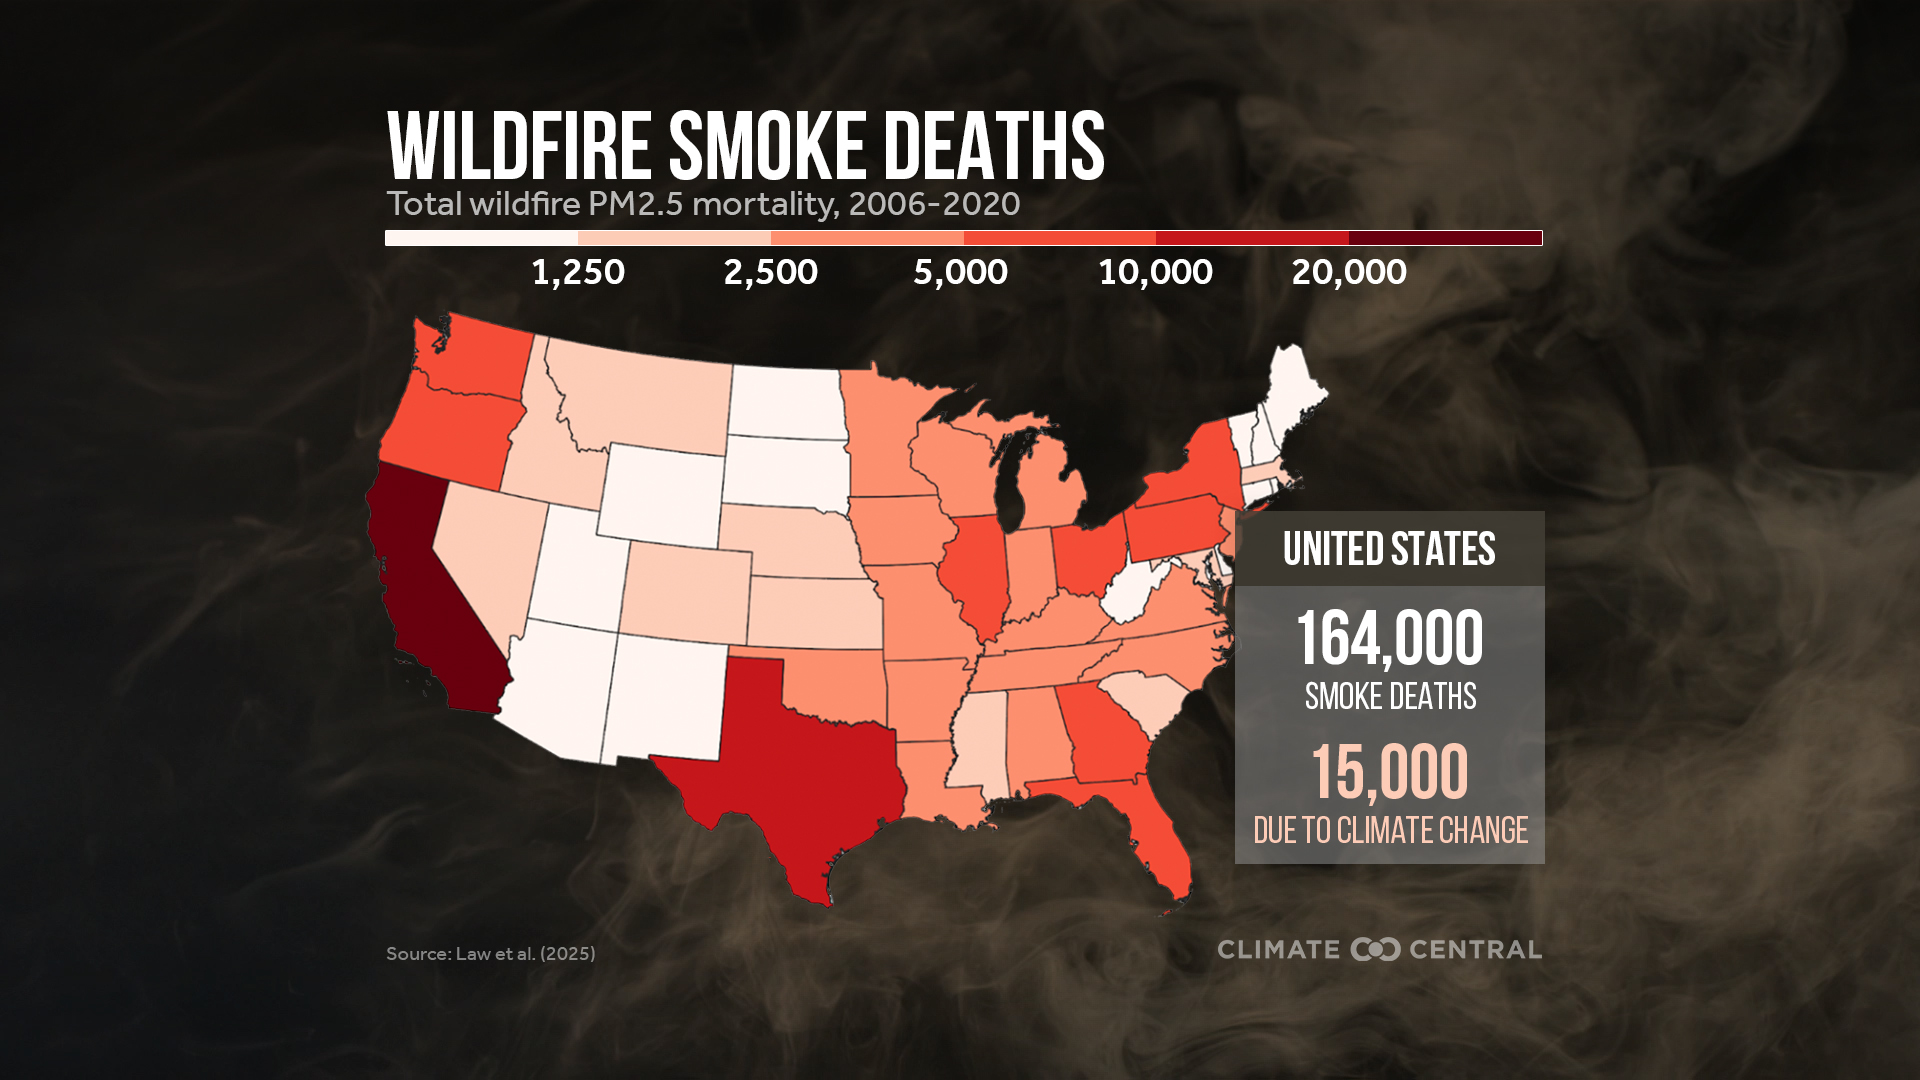 WILDFIRE SMOKE DEATHS
Total wildfire PM2.5 mortality, 2006-2020
1,250 2,500 5,000 10,000 20,000
UNITED STATES
164,000
SMOKE DEATHS
15,000
DUE TO CLIMATE CHANGE
Source: Law et al. (2025)
CLIMATE CENTRAL